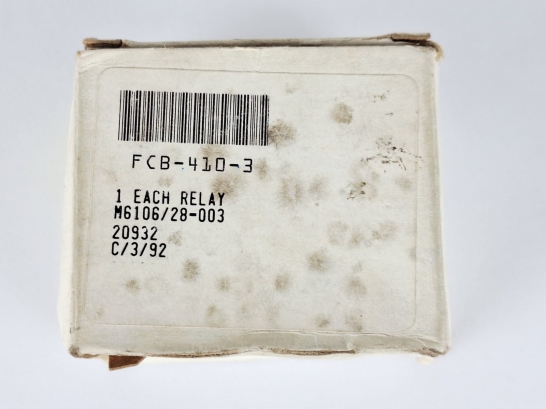 FCB-410-3
1 EACH RELAY
M6106/28-003
20932
C/3/92